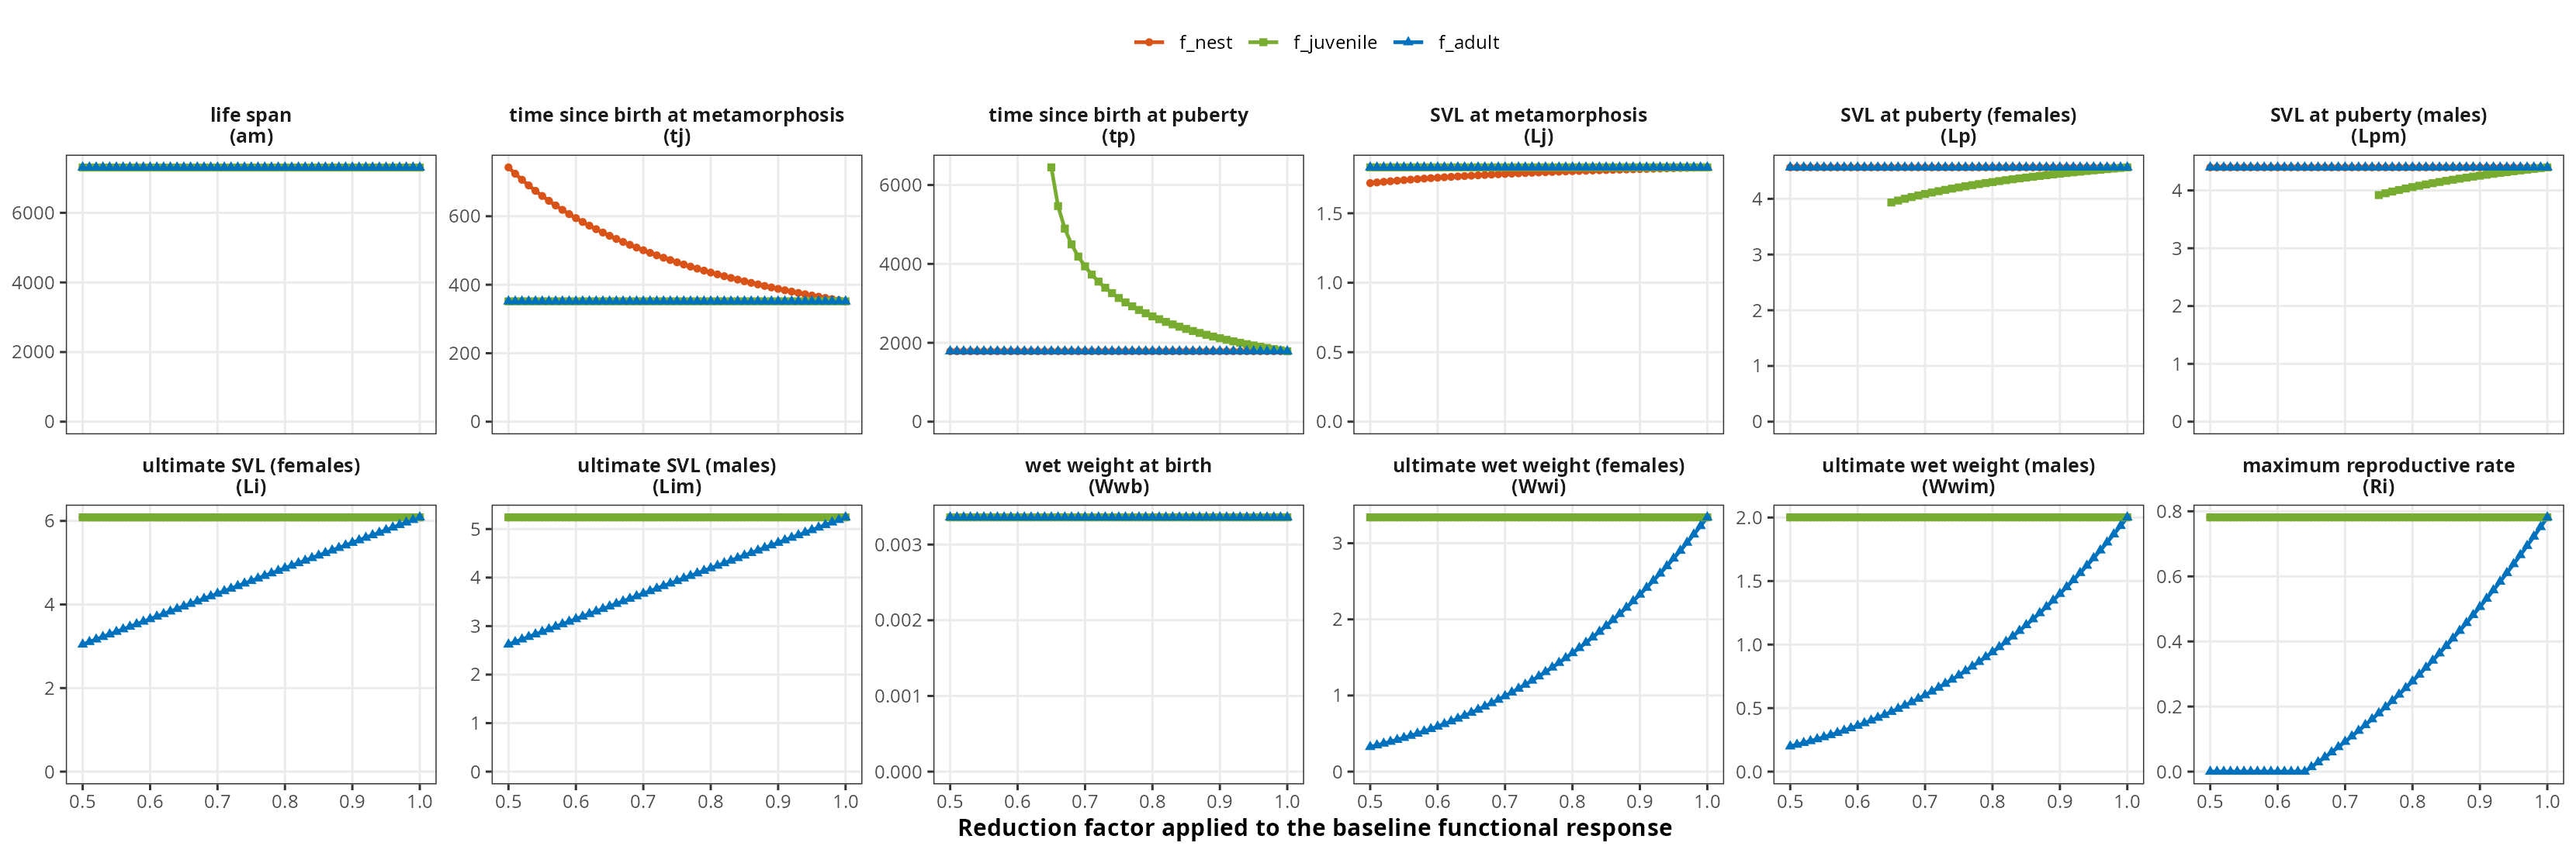 f_nest f_juvenile f_adult
life span
(am)
time since birth at metamorphosis
(tj)
time since birth at puberty
(tp)
SVL at metamorphosis
(Lj)
SVL at puberty (females)
(Lp)
SVL at puberty (males)
(Lpm)
6000
4000
2000
0
600
400
200
0
6000
4000
2000
0
1.5
1.0
0.5
0.0
4
3
2
1
0
4
3
2
1
0
ultimate SVL (females)
(Li)
ultimate SVL (males)
(Lim)
wet weight at birth
(Wwb)
ultimate wet weight (females)
(Wwi)
ultimate wet weight (males)
(Wwim)
maximum reproductive rate
(Ri)
6
4
2
0
5
4
3
2
1
0
0.003
0.002
0.001
0.000
3
2
1
0
2.0
1.5
1.0
0.5
0.0
0.8
0.6
0.4
0.2
0.0
0.5 0.6 0.7 0.8 0.9 1.0
0.5 0.6 0.7 0.8 0.9 1.0
0.5 0.6 0.7 0.8 0.9 1.0
0.5 0.6 0.7 0.8 0.9 1.0
0.5 0.6 0.7 0.8 0.9 1.0
0.5 0.6 0.7 0.8 0.9 1.0
Reduction factor applied to the baseline functional response